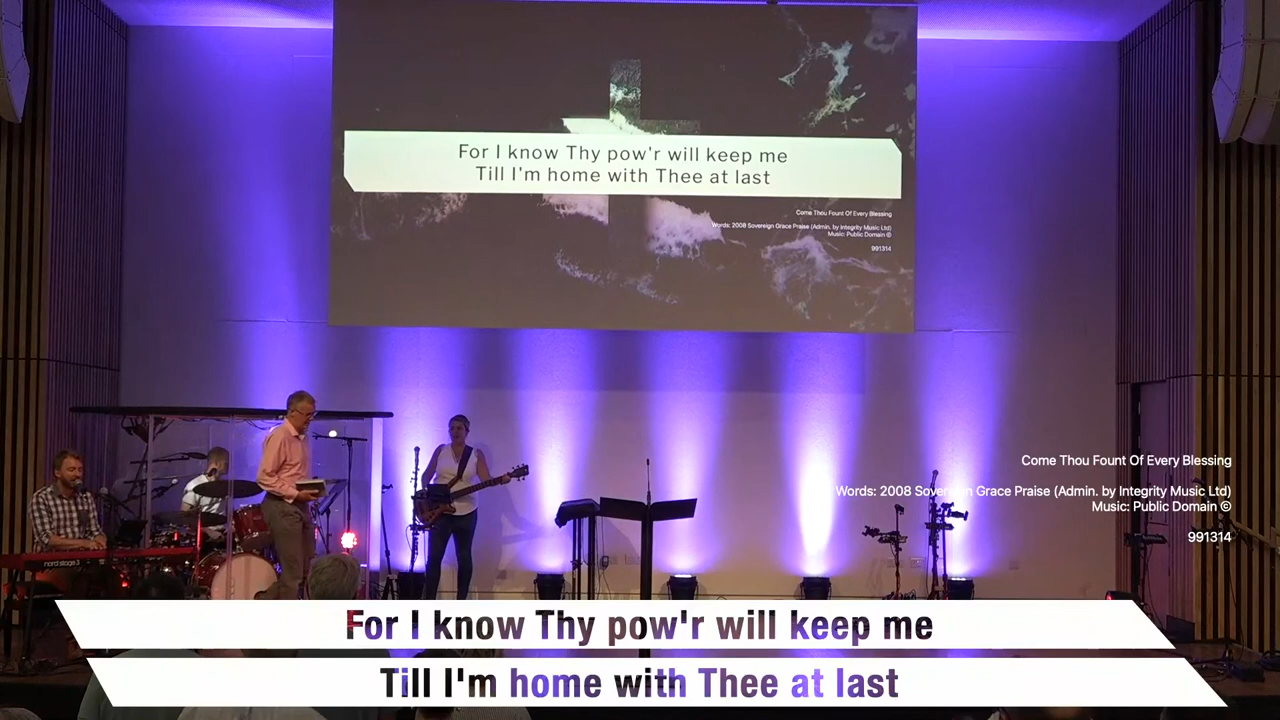 For I know Thy pow'r will keep me
Till I'm home with Thee at last
Come Thou Fount Of Every Blessing
Words: 2008 Sovereign Grace Praise (Admin. by Integrity Music Ltd)
Music: Public Domain ©
991314
Come Thou Fount Of Every Blessing
Words: 2008 Sovereign Grace Praise (Admin. by Integrity Music Ltd)
Music: Public Domain ©
991314
nord stage 3
For I know Thy pow'r will keep me
Till I'm home with Thee at last